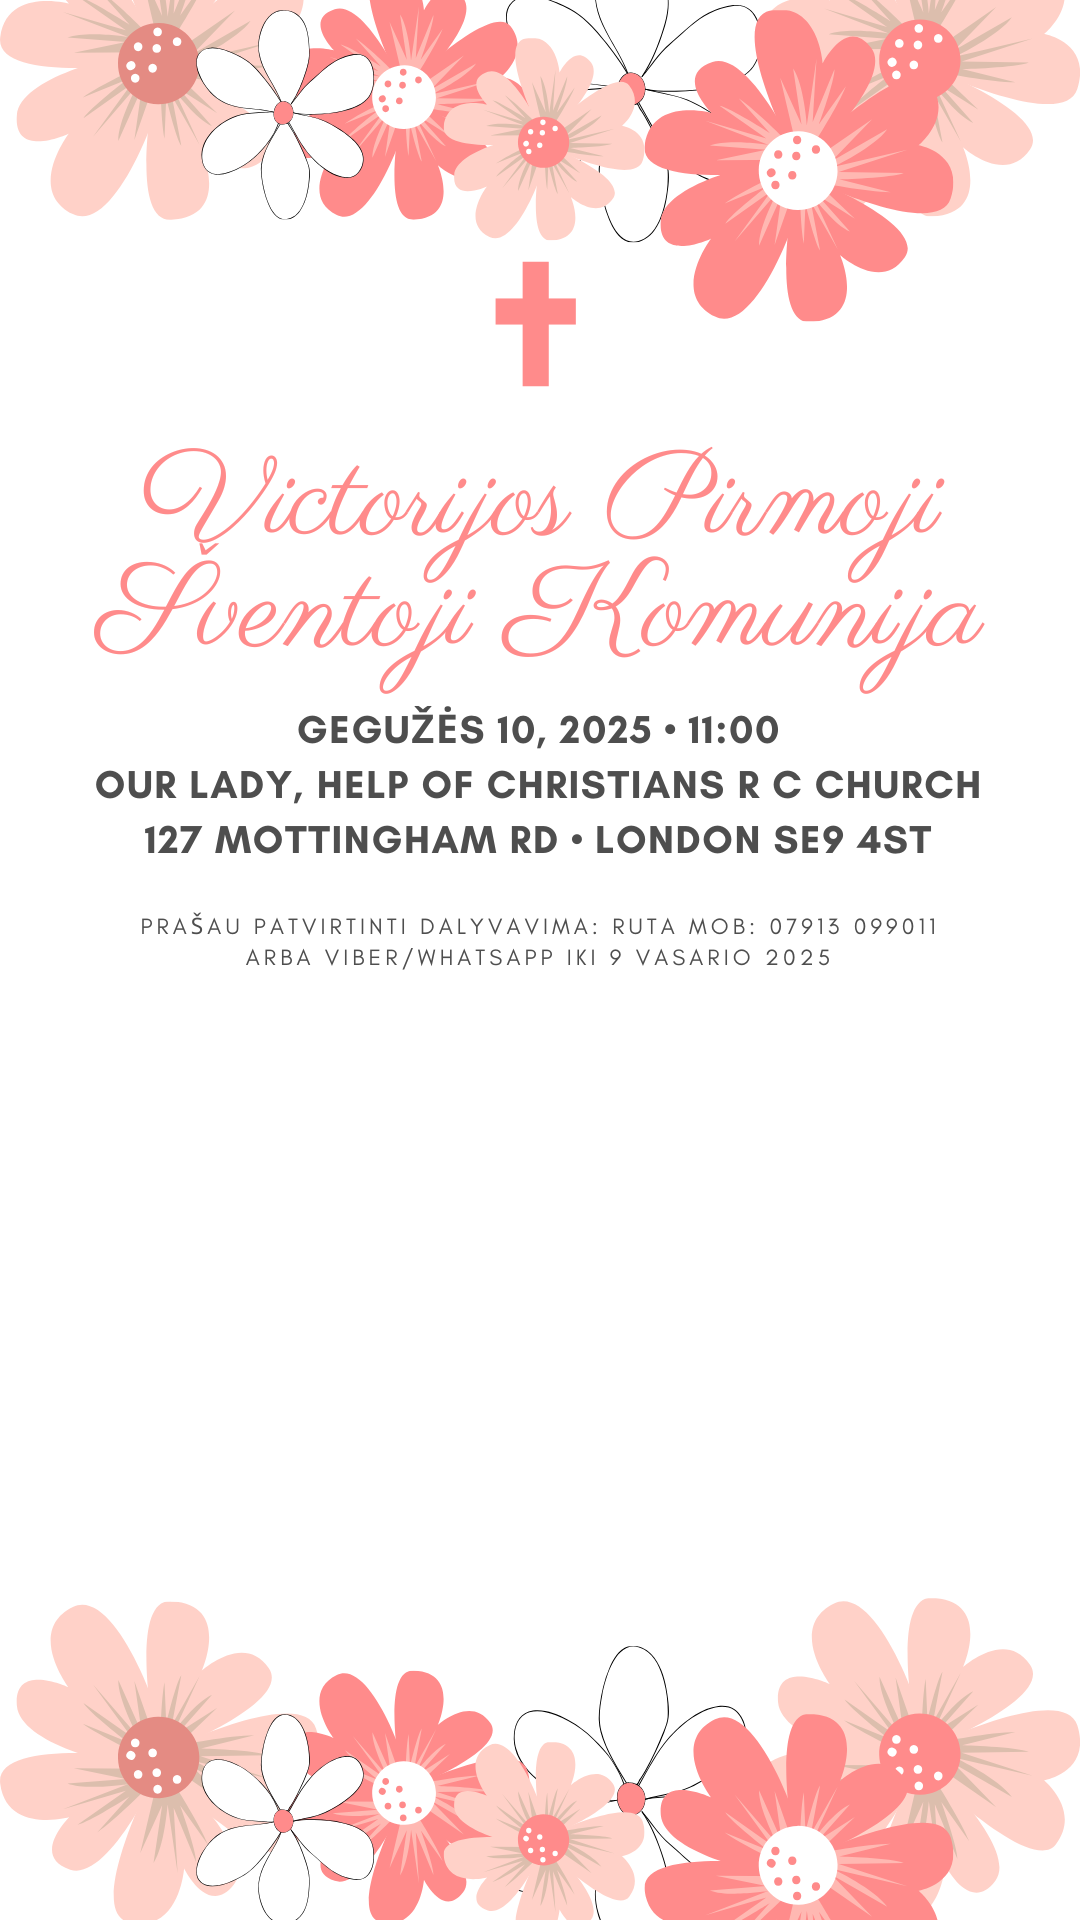 Victorijos Pirmoji
Šventoji Komunija
GEGUŽĖS 10, 2025 • 11:00
OUR LADY, HELP OF CHRISTIANS R C CHURCH
127 MOTTINGHAM RD • LONDON SE9 4ST
PRAŠAU PATVIRTINTI DALYVAVIMA: RUTA MOB: 07913 099011
ARBA VIBER/WHATSAPP IKI 9 VASARIO 2025